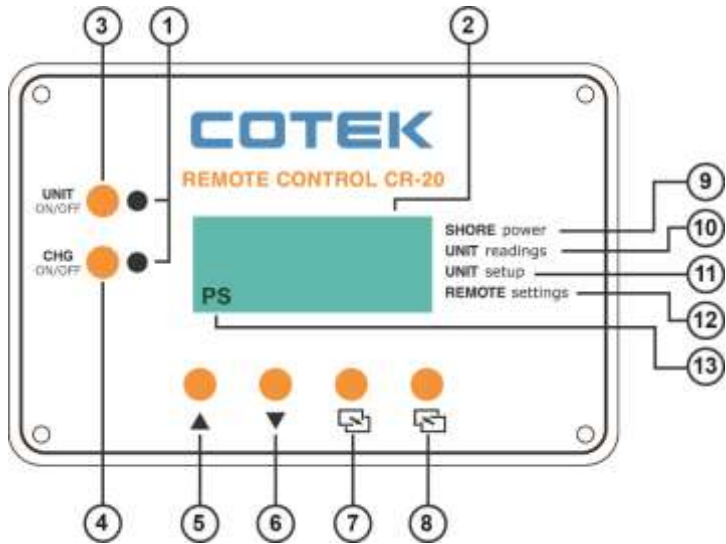 3
1
2
COTEK
REMOTE CONTROL CR-20
UNIT
ON/OFF
CHG
ON/OFF
SHORE power
UNIT readings
UNIT setup
REMOTE settings
PS
9
10
11
12
13
4
5
6
7
8